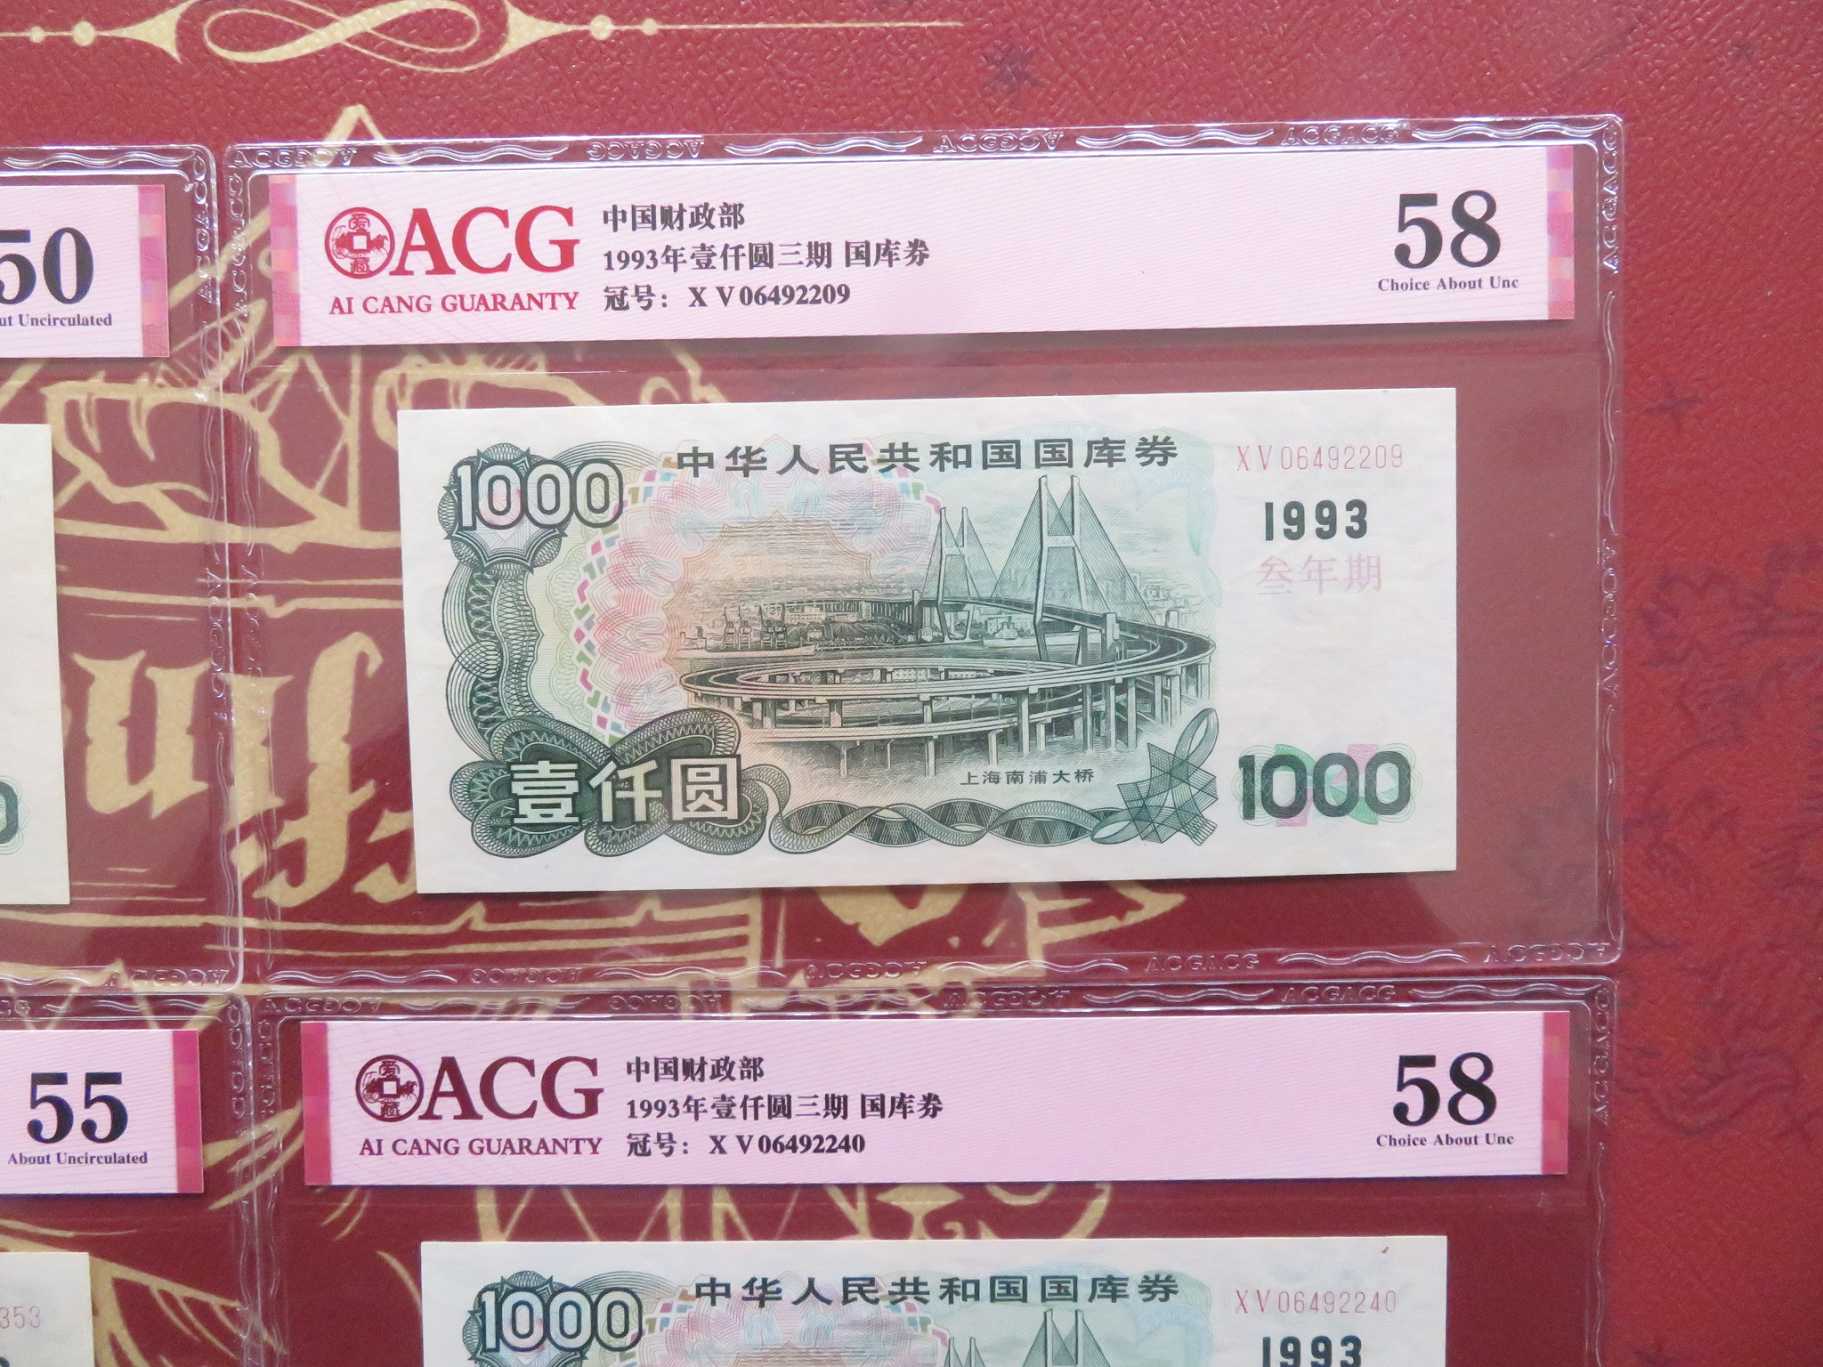 50
ut Uncirculated
ACG
AI CANG GUARANTY
中国财政部
1993年壹仟圆三期 国库券
冠号： X V 06492209
58
Choice About Unc
1000
中华人民共和国国库券
XV06492209
1993
叁年期
上海南浦大桥
壹仟圆
1000
55
About Uncirculated
ACG
AI CANG GUARANTY
中国财政部
1993年壹仟圆三期 国库券
冠号： X V 06492240
58
Choice About Unc
353
1000
中华人民共和国国库券
XV06492240
1993